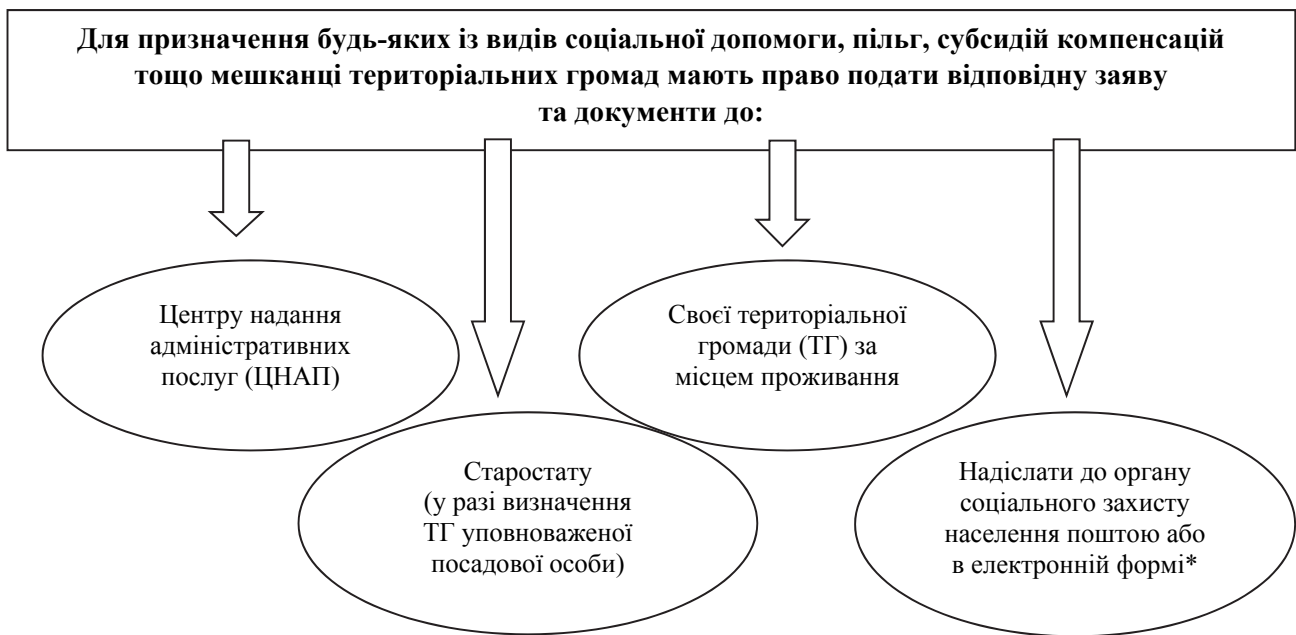 Для призначення будь-яких із видів соціальної допомоги, пільг, субсидій компенсацій
тощо мешканці територіальних громад мають право подати відповідну заяву
та документи до:
Центру надання
адміністративних
послуг (ЦНАП)
Старостату
(у разі визначення
ТГ уповноваженої
посадової особи)
Своєї територіальної
громади (ТГ) за
місцем проживання
Надіслати до органу
соціального захисту
населення поштою або
в електронній формі*